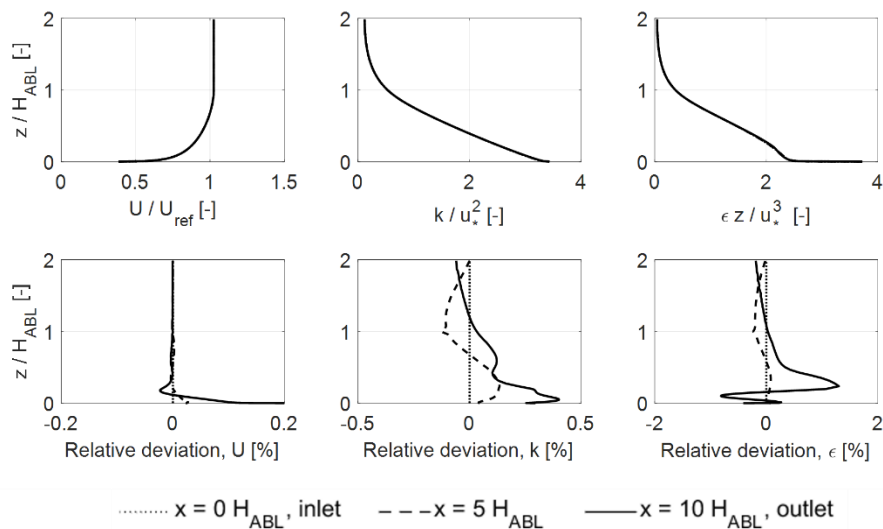 z / H_ABL [-]
2
1
0
0 0.5 1 1.5
U / U_ref [-]
2
1
0
0 2 4
k / u_*^2 [-]
2
1
0
0 2 4
ϵ z / u_*^3 [-]
z / H_ABL [-]
2
1
0
-0.2 0 0.2
Relative deviation, U [%]
2
1
0
-0.5 0 0.5
Relative deviation, k [%]
2
1
0
-2 0 2
Relative deviation, ϵ [%]
x = 0 H_ABL, inlet x = 5 H_ABL x = 10 H_ABL, outlet